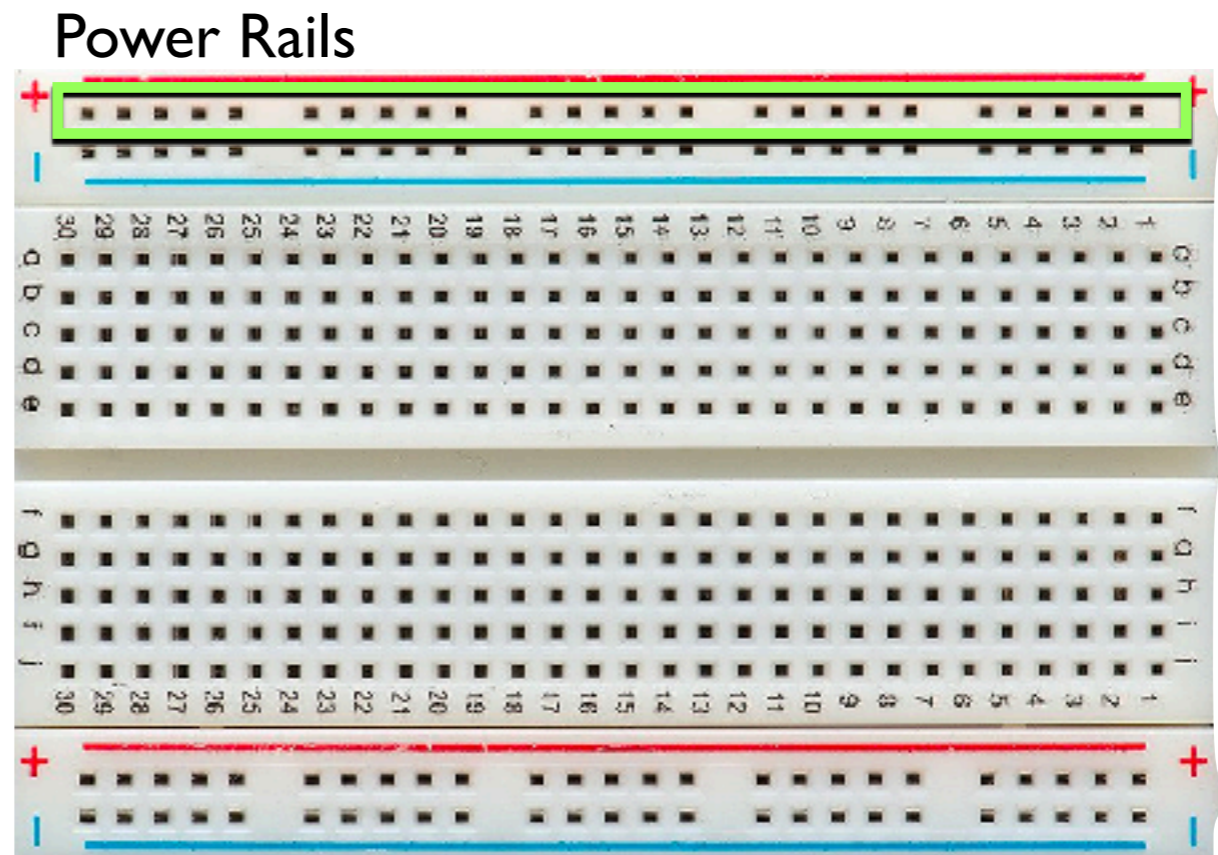 Power Rails
+ +
− −
30 29 28 27 26 25 24 23 22 21 20 19 18 17 16 15 14 13 12 11 10 9 8 7 6 5 4 3 2 1
a a
b b
c c
d d
e e
f f
g g
h h
i i
j j
30 29 28 27 26 25 24 23 22 21 20 19 18 17 16 15 14 13 12 11 10 9 8 7 6 5 4 3 2 1
+ +
− −